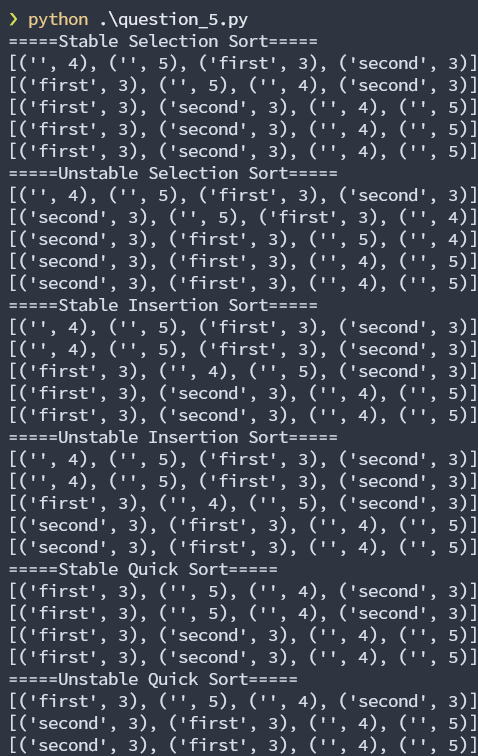 ❯ python .\question_5.py
=====Stable Selection Sort=====
[('', 4), ('', 5), ('first', 3), ('second', 3)]
[('first', 3), ('', 5), ('', 4), ('second', 3)]
[('first', 3), ('second', 3), ('', 4), ('', 5)]
[('first', 3), ('second', 3), ('', 4), ('', 5)]
[('first', 3), ('second', 3), ('', 4), ('', 5)]
=====Unstable Selection Sort=====
[('', 4), ('', 5), ('first', 3), ('second', 3)]
[('second', 3), ('', 5), ('first', 3), ('', 4)]
[('second', 3), ('first', 3), ('', 5), ('', 4)]
[('second', 3), ('first', 3), ('', 4), ('', 5)]
[('second', 3), ('first', 3), ('', 4), ('', 5)]
=====Stable Insertion Sort=====
[('', 4), ('', 5), ('first', 3), ('second', 3)]
[('', 4), ('', 5), ('first', 3), ('second', 3)]
[('first', 3), ('', 4), ('', 5), ('second', 3)]
[('first', 3), ('second', 3), ('', 4), ('', 5)]
[('first', 3), ('second', 3), ('', 4), ('', 5)]
=====Unstable Insertion Sort=====
[('', 4), ('', 5), ('first', 3), ('second', 3)]
[('', 4), ('', 5), ('first', 3), ('second', 3)]
[('first', 3), ('', 4), ('', 5), ('second', 3)]
[('second', 3), ('first', 3), ('', 4), ('', 5)]
[('second', 3), ('first', 3), ('', 4), ('', 5)]
=====Stable Quick Sort=====
[('first', 3), ('', 5), ('', 4), ('second', 3)]
[('first', 3), ('', 5), ('', 4), ('second', 3)]
[('first', 3), ('second', 3), ('', 4), ('', 5)]
[('first', 3), ('second', 3), ('', 4), ('', 5)]
=====Unstable Quick Sort=====
[('first', 3), ('', 5), ('', 4), ('second', 3)]
[('second', 3), ('first', 3), ('', 4), ('', 5)]
[('second', 3), ('first', 3), ('', 4), ('', 5)]